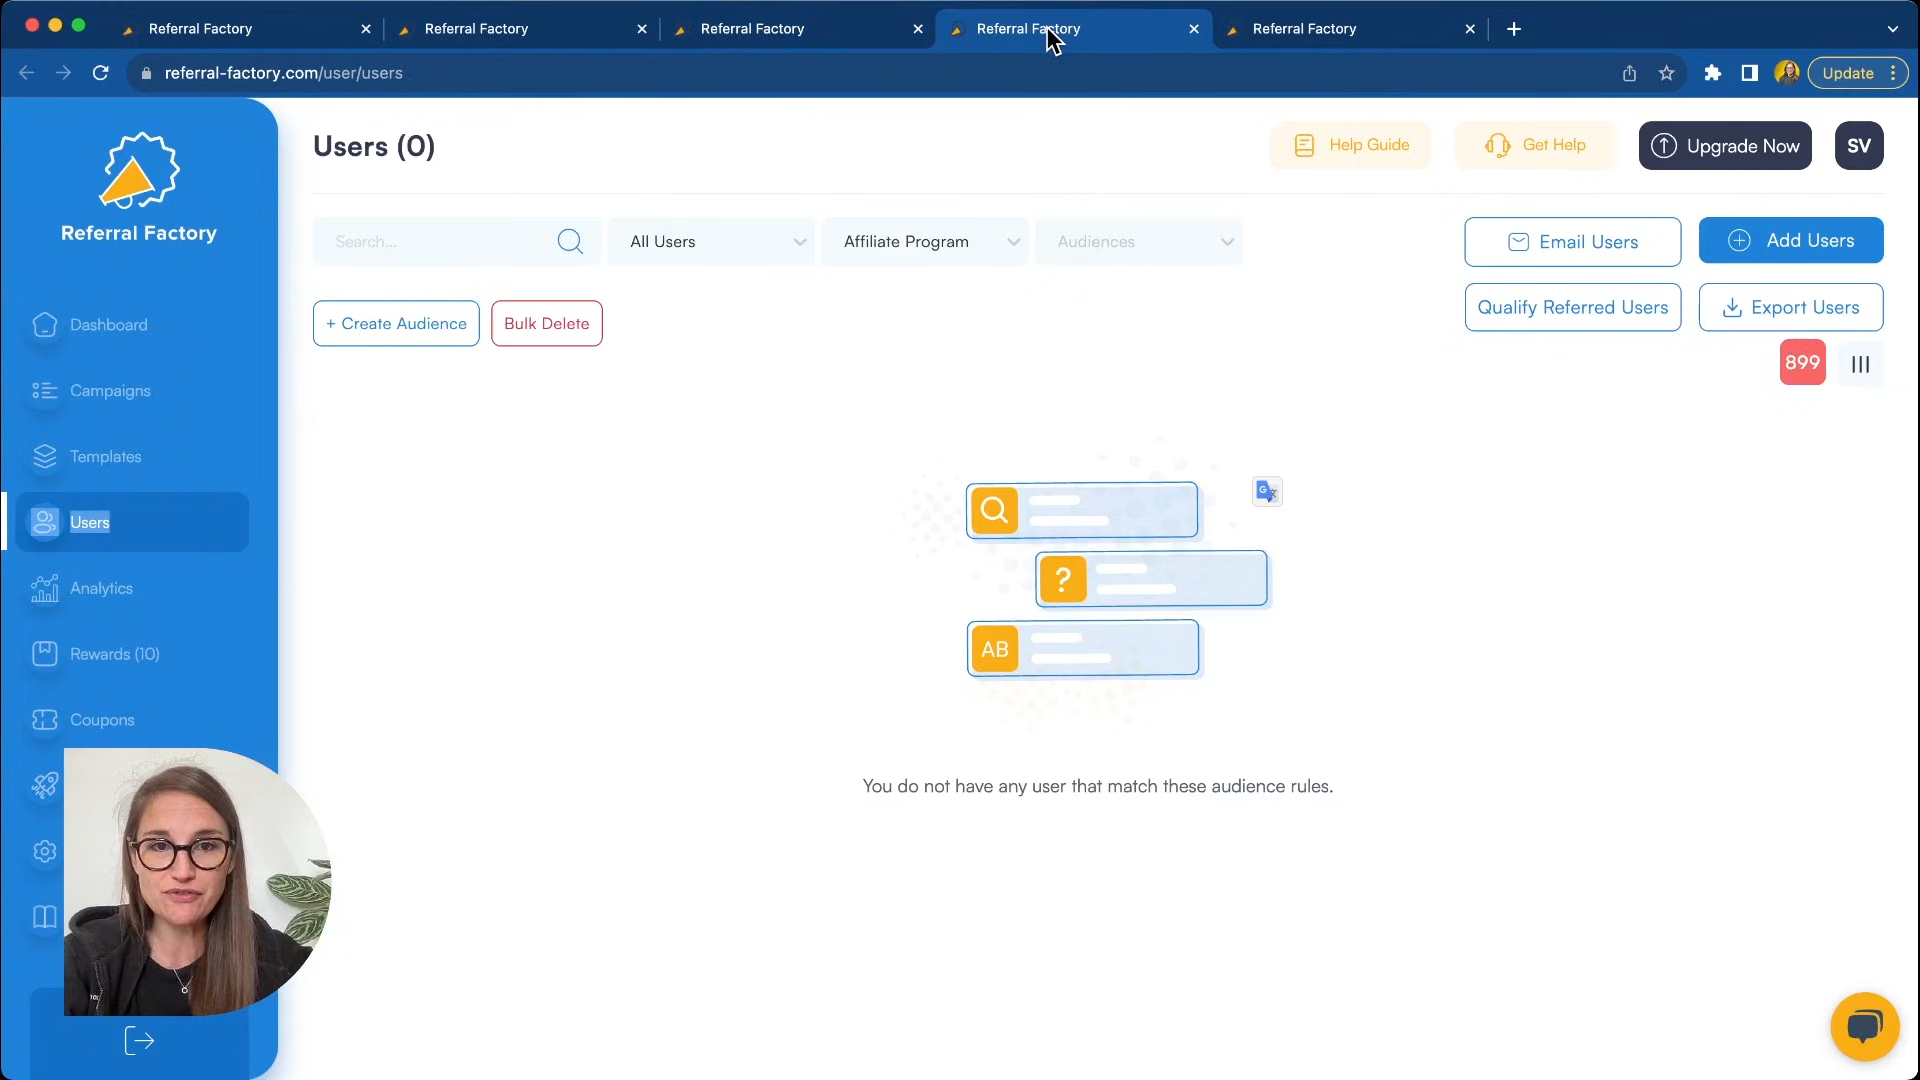 Referral Factory
Referral Factory
Referral Factory
Referral Factory
Referral Factory
referral-factory.com/user/users
Update
Referral Factory
Dashboard
Campaigns
Templates
Users
Analytics
Rewards (10)
Coupons
Users (0)
Help Guide
Get Help
Upgrade Now
SV
Search...
All Users
Affiliate Program
Audiences
Email Users
Add Users
+ Create Audience
Bulk Delete
Qualify Referred Users
Export Users
899
?
AB
You do not have any user that match these audience rules.